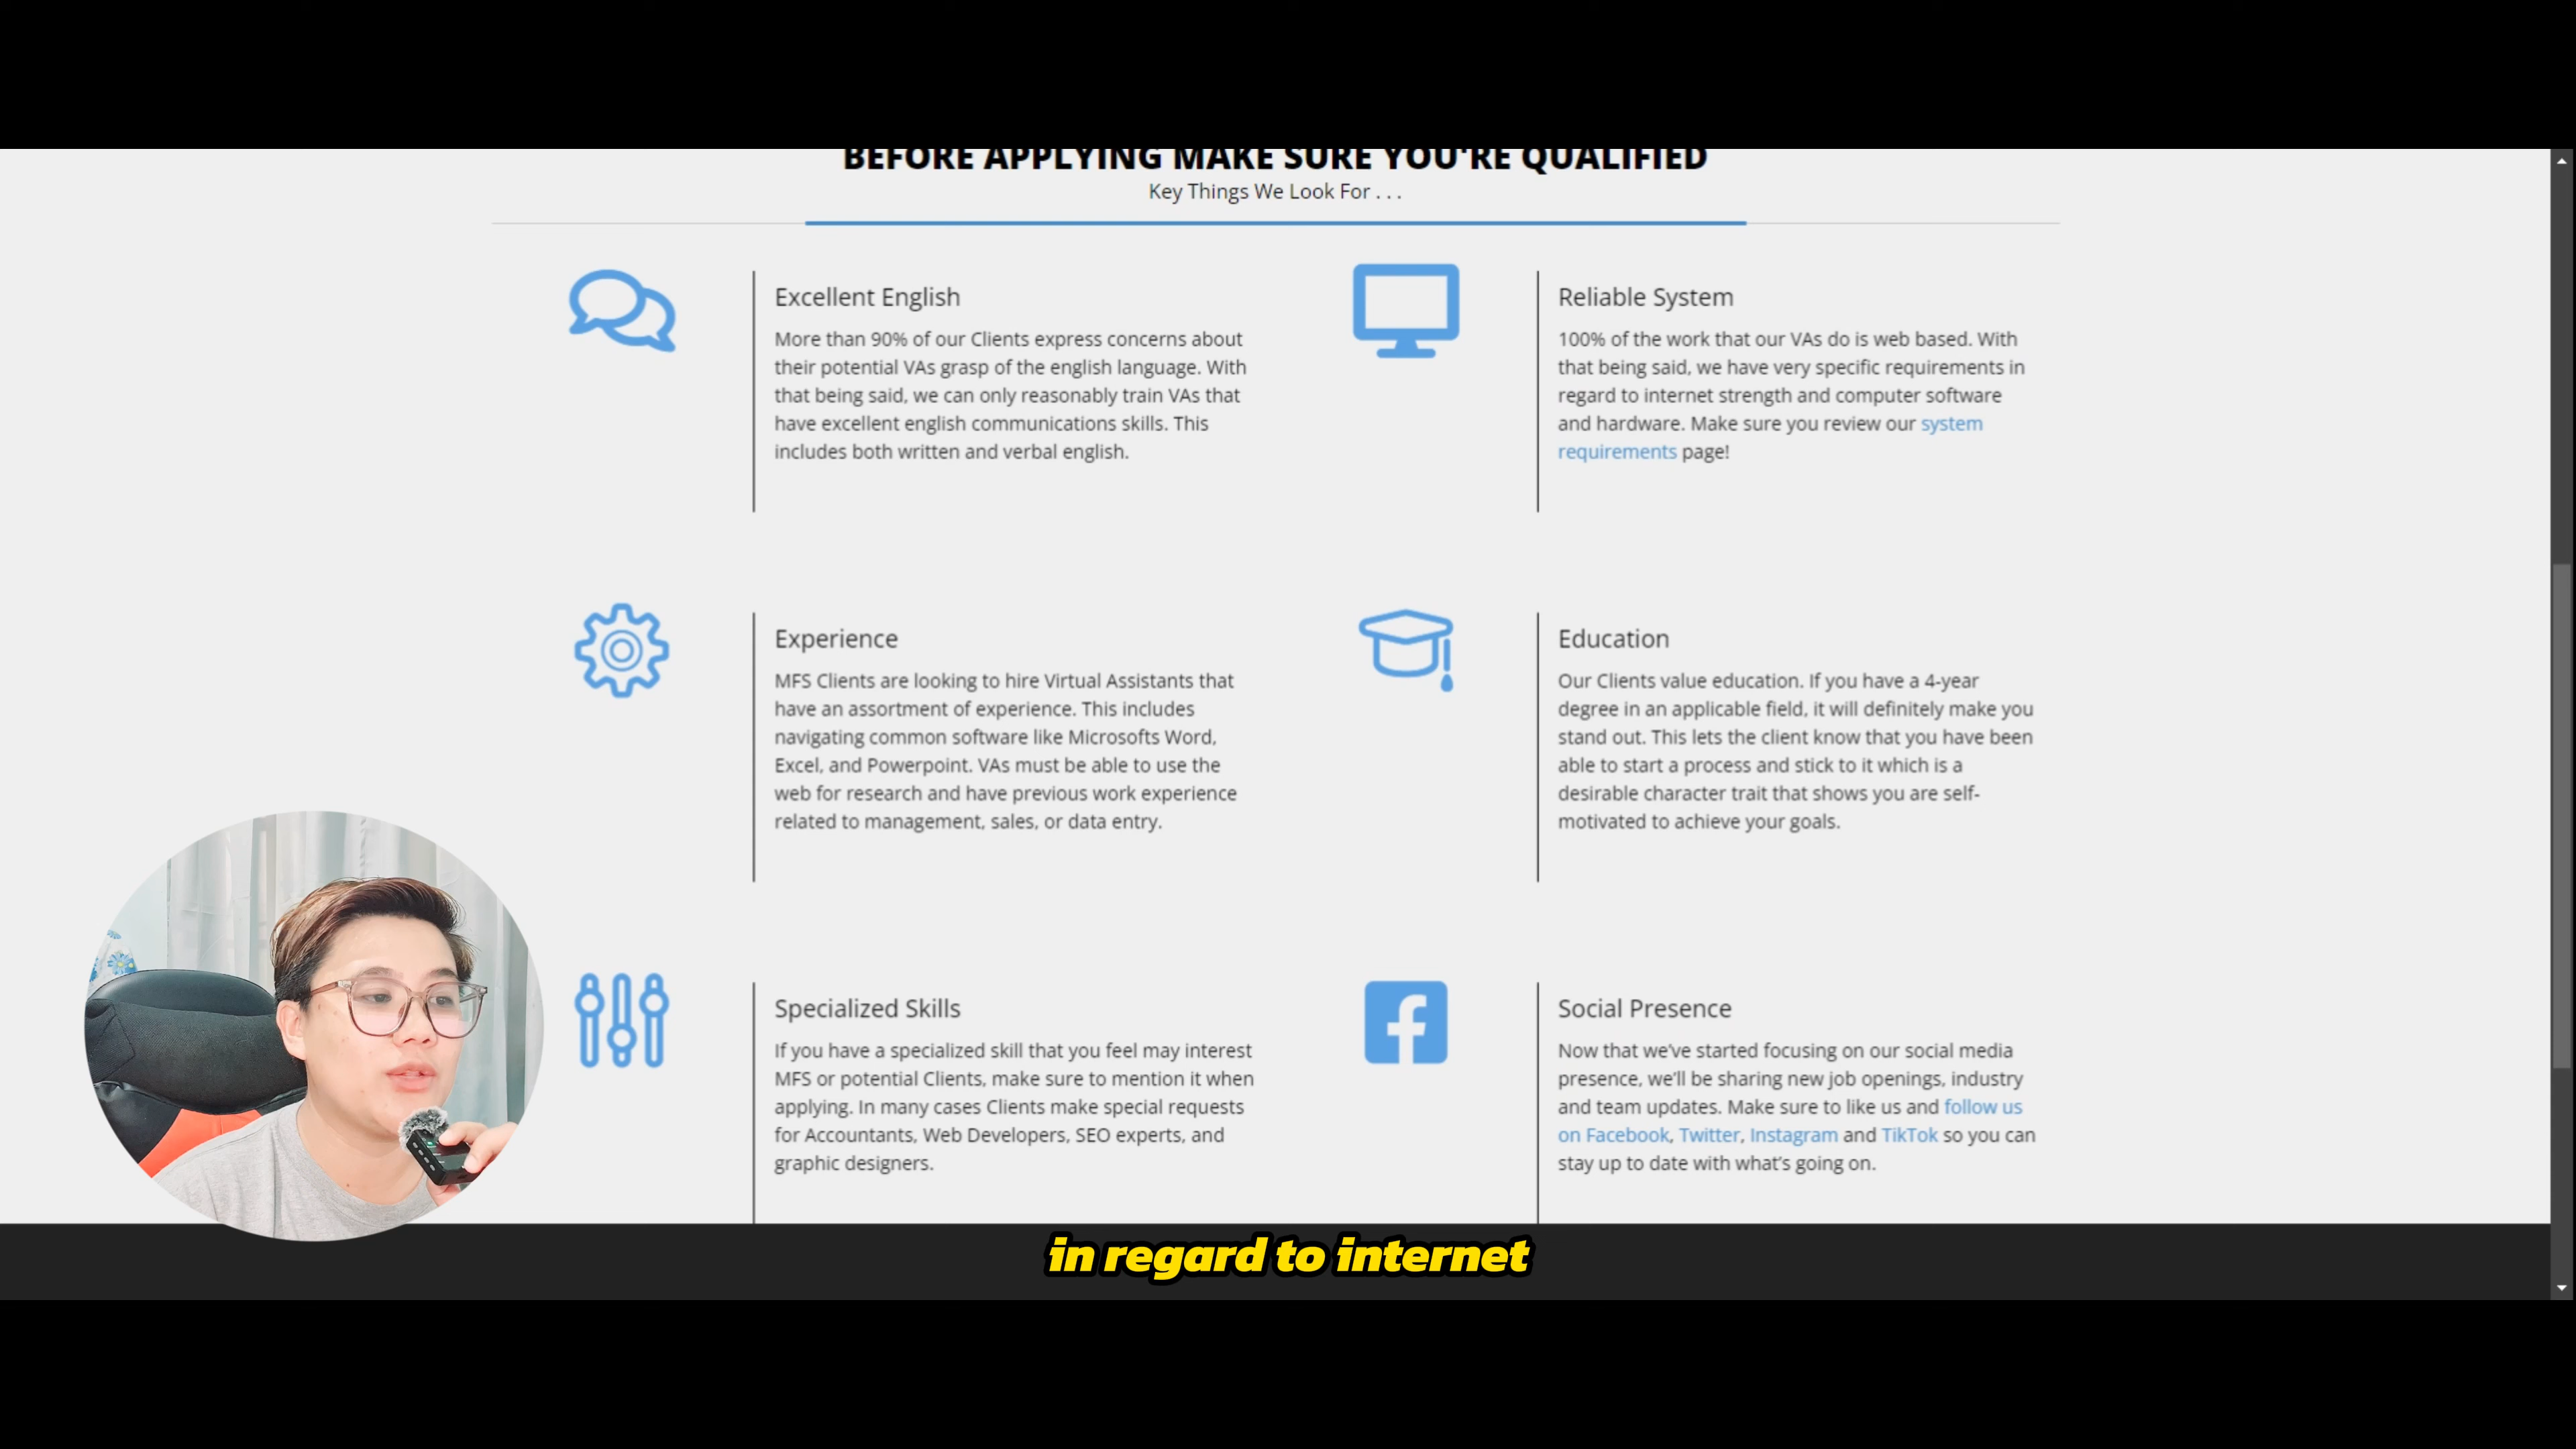 BEFORE APPLYING MAKE SURE YOU'RE QUALIFIED
Key Things We Look For . . .
Excellent English
More than 90% of our Clients express concerns about
their potential VAs grasp of the english language. With
that being said, we can only reasonably train VAs that
have excellent english communications skills. This
includes both written and verbal english.
Reliable System
100% of the work that our VAs do is web based. With
that being said, we have very specific requirements in
regard to internet strength and computer software
and hardware. Make sure you review our system
requirements page!
Experience
MFS Clients are looking to hire Virtual Assistants that
have an assortment of experience. This includes
navigating common software like Microsofts Word,
Excel, and Powerpoint. VAs must be able to use the
web for research and have previous work experience
related to management, sales, or data entry.
Education
Our Clients value education. If you have a 4-year
degree in an applicable field, it will definitely make you
stand out. This lets the client know that you have been
able to start a process and stick to it which is a
desirable character trait that shows you are self-
motivated to achieve your goals.
Specialized Skills
If you have a specialized skill that you feel may interest
MFS or potential Clients, make sure to mention it when
applying. In many cases Clients make special requests
for Accountants, Web Developers, SEO experts, and
graphic designers.
Social Presence
Now that we've started focusing on our social media
presence, we'll be sharing new job openings, industry
and team updates. Make sure to like us and follow us
on Facebook, Twitter, Instagram and TikTok so you can
stay up to date with what's going on.
in regard to internet